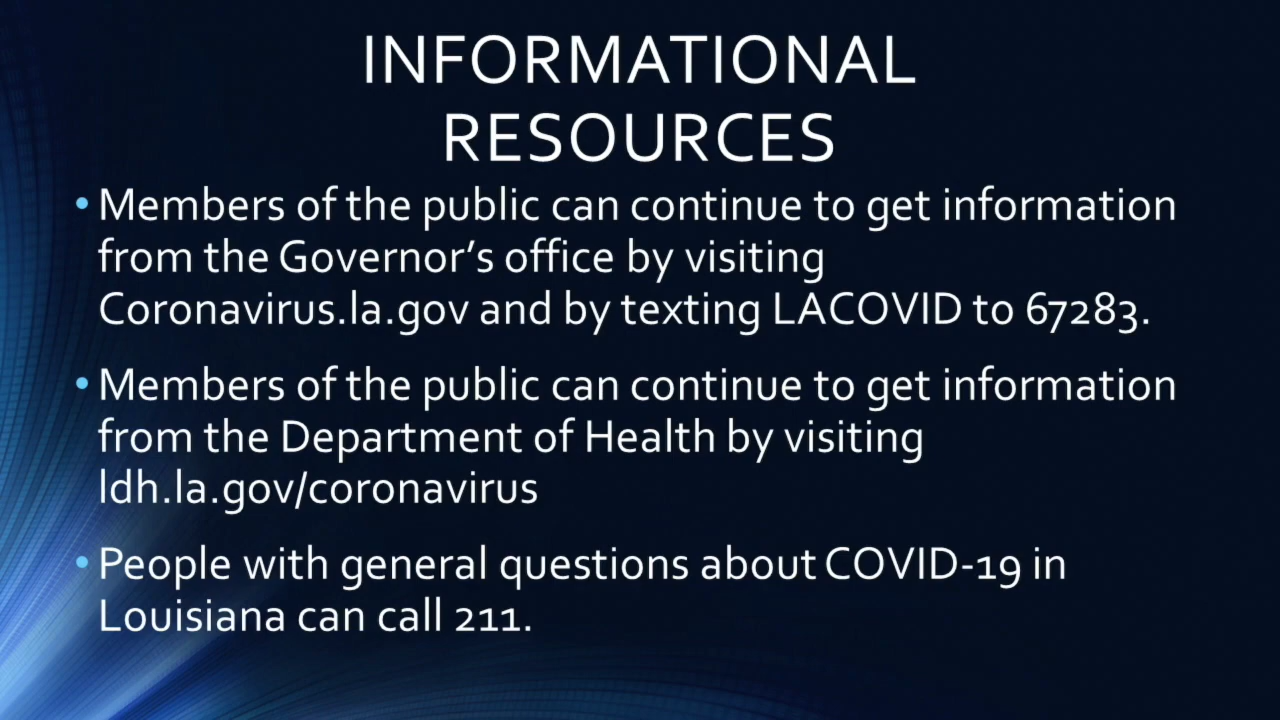 INFORMATIONAL
RESOURCES
• Members of the public can continue to get information
from the Governor’s office by visiting
Coronavirus.la.gov and by texting LACOVID to 67283.
• Members of the public can continue to get information
from the Department of Health by visiting
ldh.la.gov/coronavirus
• People with general questions about COVID-19 in
Louisiana can call 211.